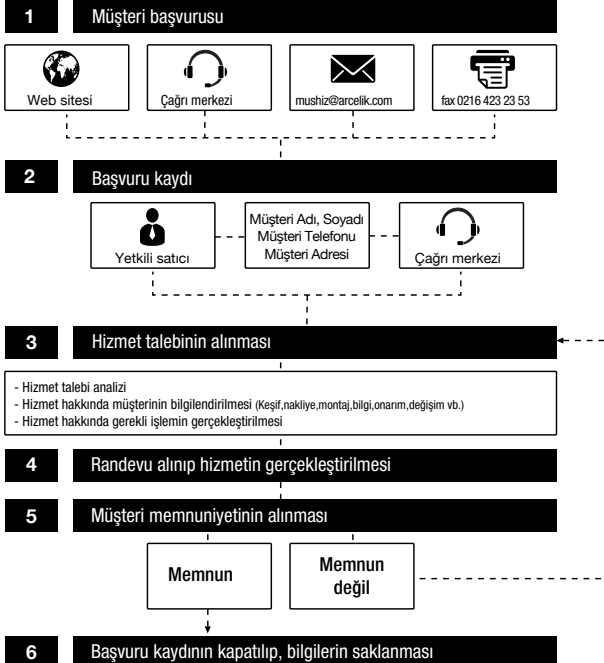 1 Müşteri başvurusu
Web sitesi
Çağrı merkezi
mushiz@arcelik.com
fax 0216 423 23 53
2 Başvuru kaydı
Yetkili satıcı
Müşteri Adı, Soyadı
Müşteri Telefonu
Müşteri Adresi
Çağrı merkezi
3 Hizmet talebinin alınması
- Hizmet talebi analizi
- Hizmet hakkında müşterinin bilgilendirilmesi (Keşif,nakliye,montaj,bilgi,onarım,değişim vb.)
- Hizmet hakkında gerekli işlemin gerçekleştirilmesi
4 Randevu alınıp hizmetin gerçekleştirilmesi
5 Müşteri memnuniyetinin alınması
Memnun
Memnun
değil
6 Başvuru kaydının kapatılıp, bilgilerin saklanması